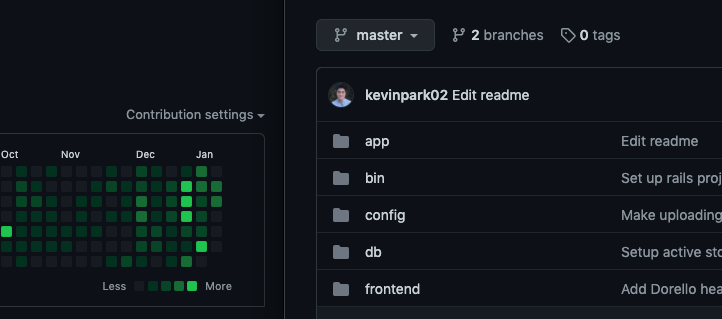 Contribution settings
Oct Nov Dec Jan
Less More
master
2 branches
0 tags
kevinpark02 Edit readme
app Edit readme
bin Set up rails proj
config Make uploading
db Setup active sto
frontend Add Dorello hea